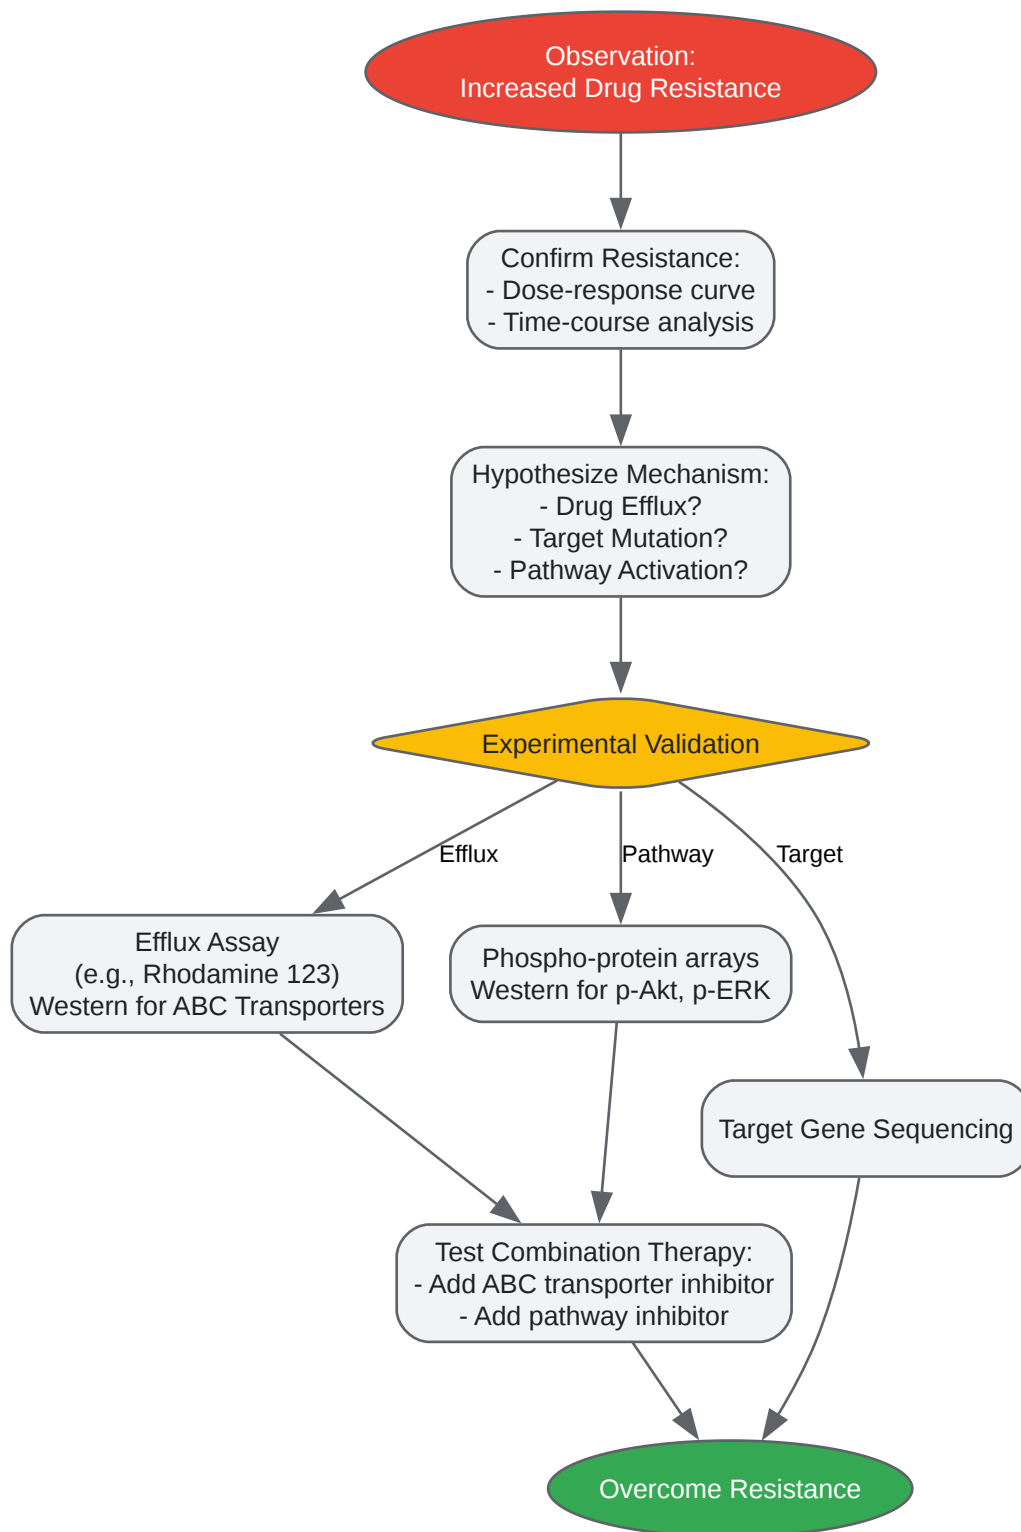 Observation:
Increased Drug Resistance
Confirm Resistance:
- Dose-response curve
- Time-course analysis
Hypothesize Mechanism:
- Drug Efflux?
- Target Mutation?
- Pathway Activation?
Experimental Validation
Efflux
Pathway
Target
Efflux Assay
(e.g., Rhodamine 123)
Western for ABC Transporters
Phospho-protein arrays
Western for p-Akt, p-ERK
Target Gene Sequencing
Test Combination Therapy:
- Add ABC transporter inhibitor
- Add pathway inhibitor
Overcome Resistance